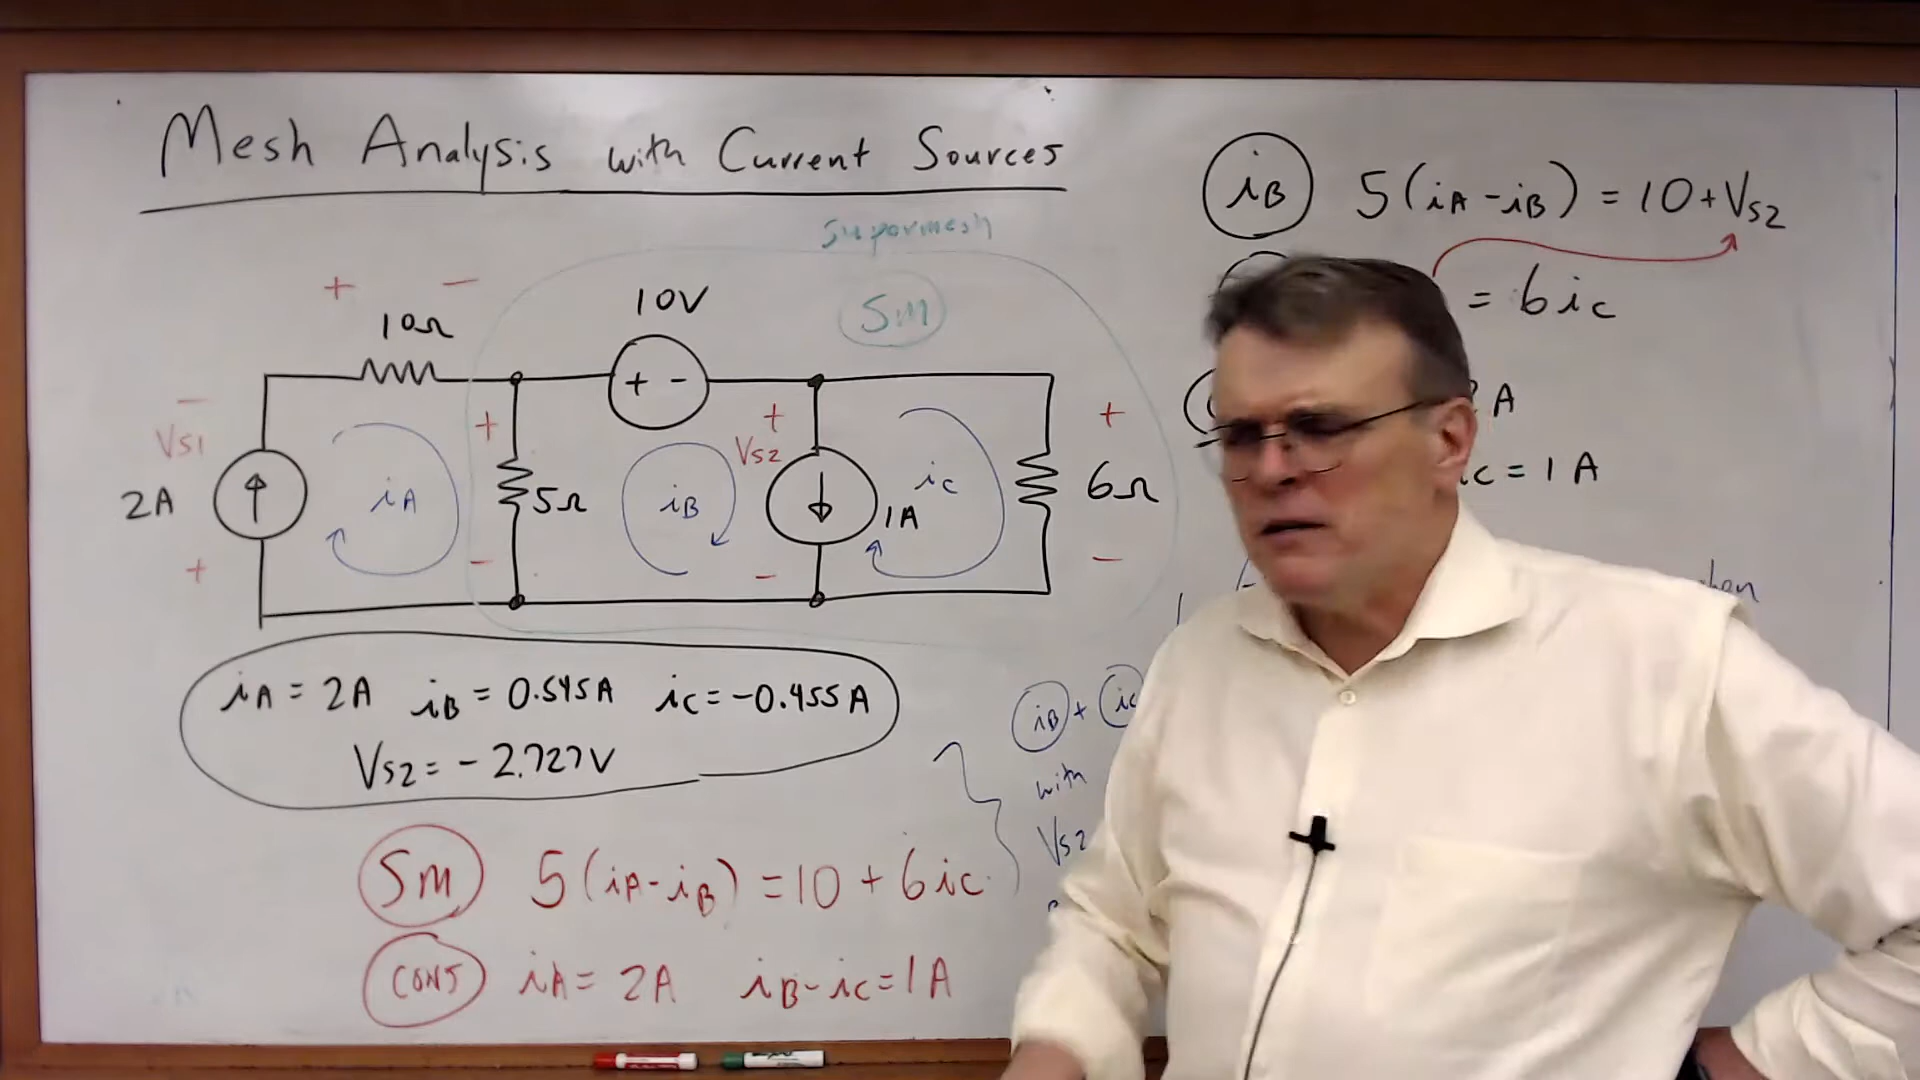 Mesh Analysis with Current Sources
Supermesh
Sm
+ -
10Ω
10V
+ -
-
VS1
2A
+
iA
+
5Ω
-
iB
+
VS2
-
1A
iC
+
6Ω
-
iA = 2A iB = 0.545A iC = -0.455A
VS2 = - 2.727V
Sm 5(iA - iB) = 10 + 6iC
CONS iA = 2A iB - iC = 1A
iB 5(iA - iB) = 10 + VS2
= 6iC
A
iC = 1A
iB + iC
with
VS2